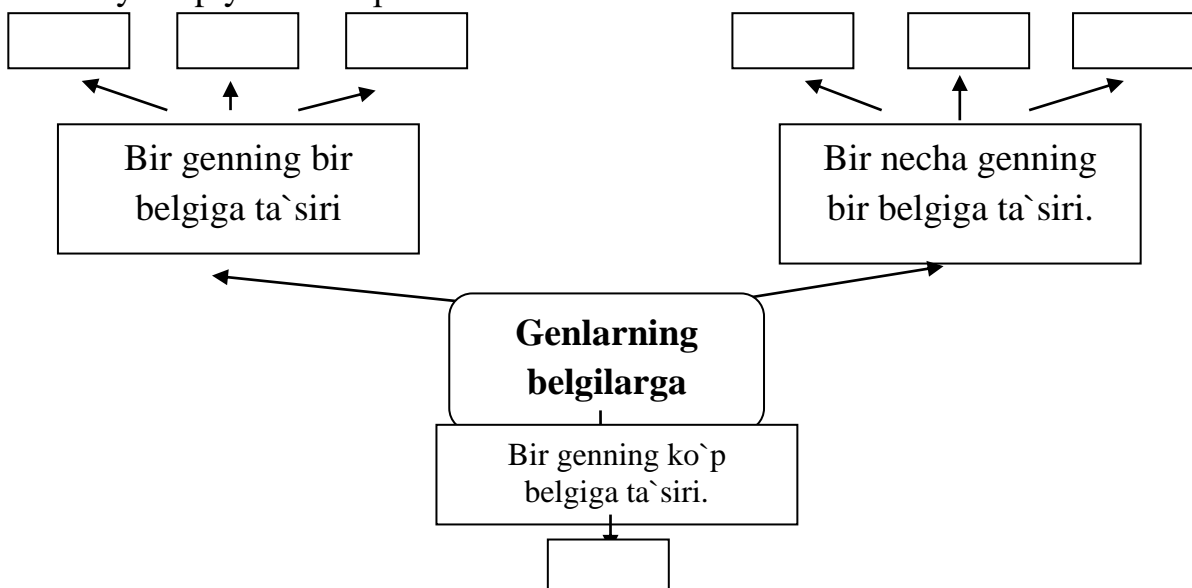 Bir genning bir
belgiga ta`siri
Bir necha genning
bir belgiga ta`siri.
Genlarning
belgilarga
Bir genning ko`p
belgiga ta`siri.